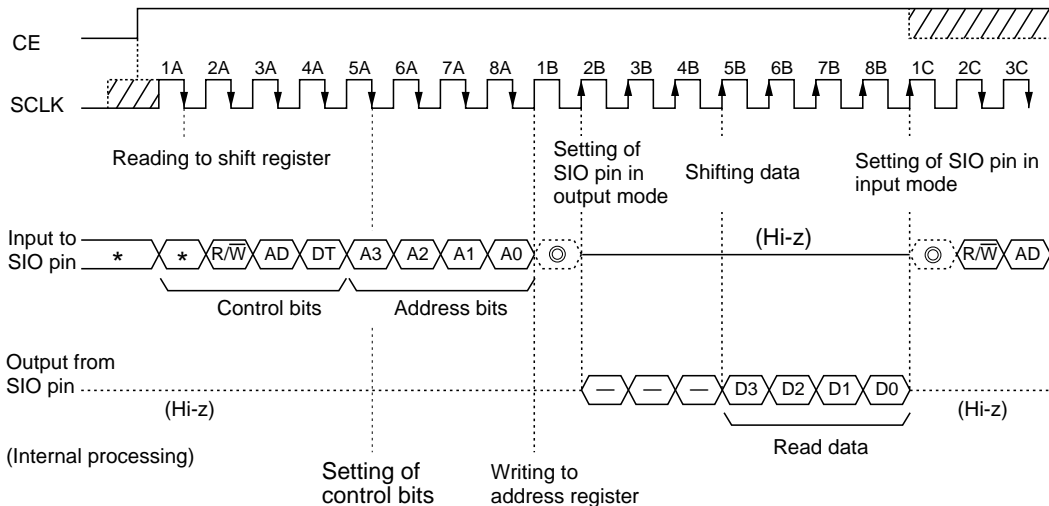 CE
1A 2A 3A 4A 5A 6A 7A 8A 1B 2B 3B 4B 5B 6B 7B 8B 1C 2C 3C
SCLK
Reading to shift register
Setting of
SIO pin in
output mode
Shifting data
Setting of SIO pin in
input mode
Input to
SIO pin
* * R/W̅ AD DT A3 A2 A1 A0 ◎ (Hi-z) ◎ R/W̅ AD
Control bits Address bits
Output from
SIO pin
— — — D3 D2 D1 D0
(Hi-z) (Hi-z)
Read data
(Internal processing)
Setting of
control bits
Writing to
address register